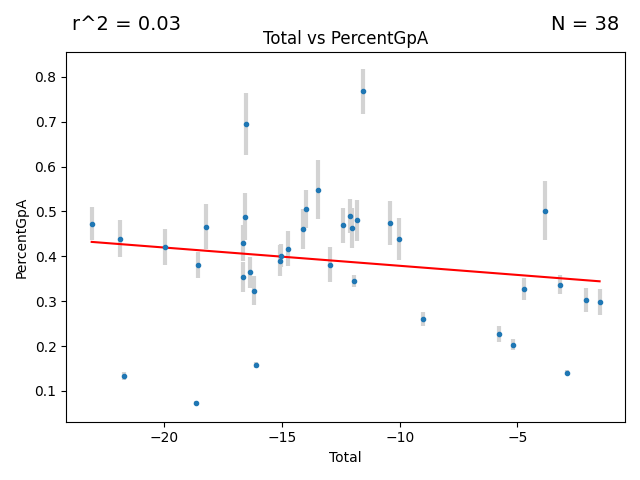 r^2 = 0.03
N = 38
Total vs PercentGpA
PercentGpA
0.8
0.7
0.6
0.5
0.4
0.3
0.2
0.1
−20
−15
−10
−5
Total